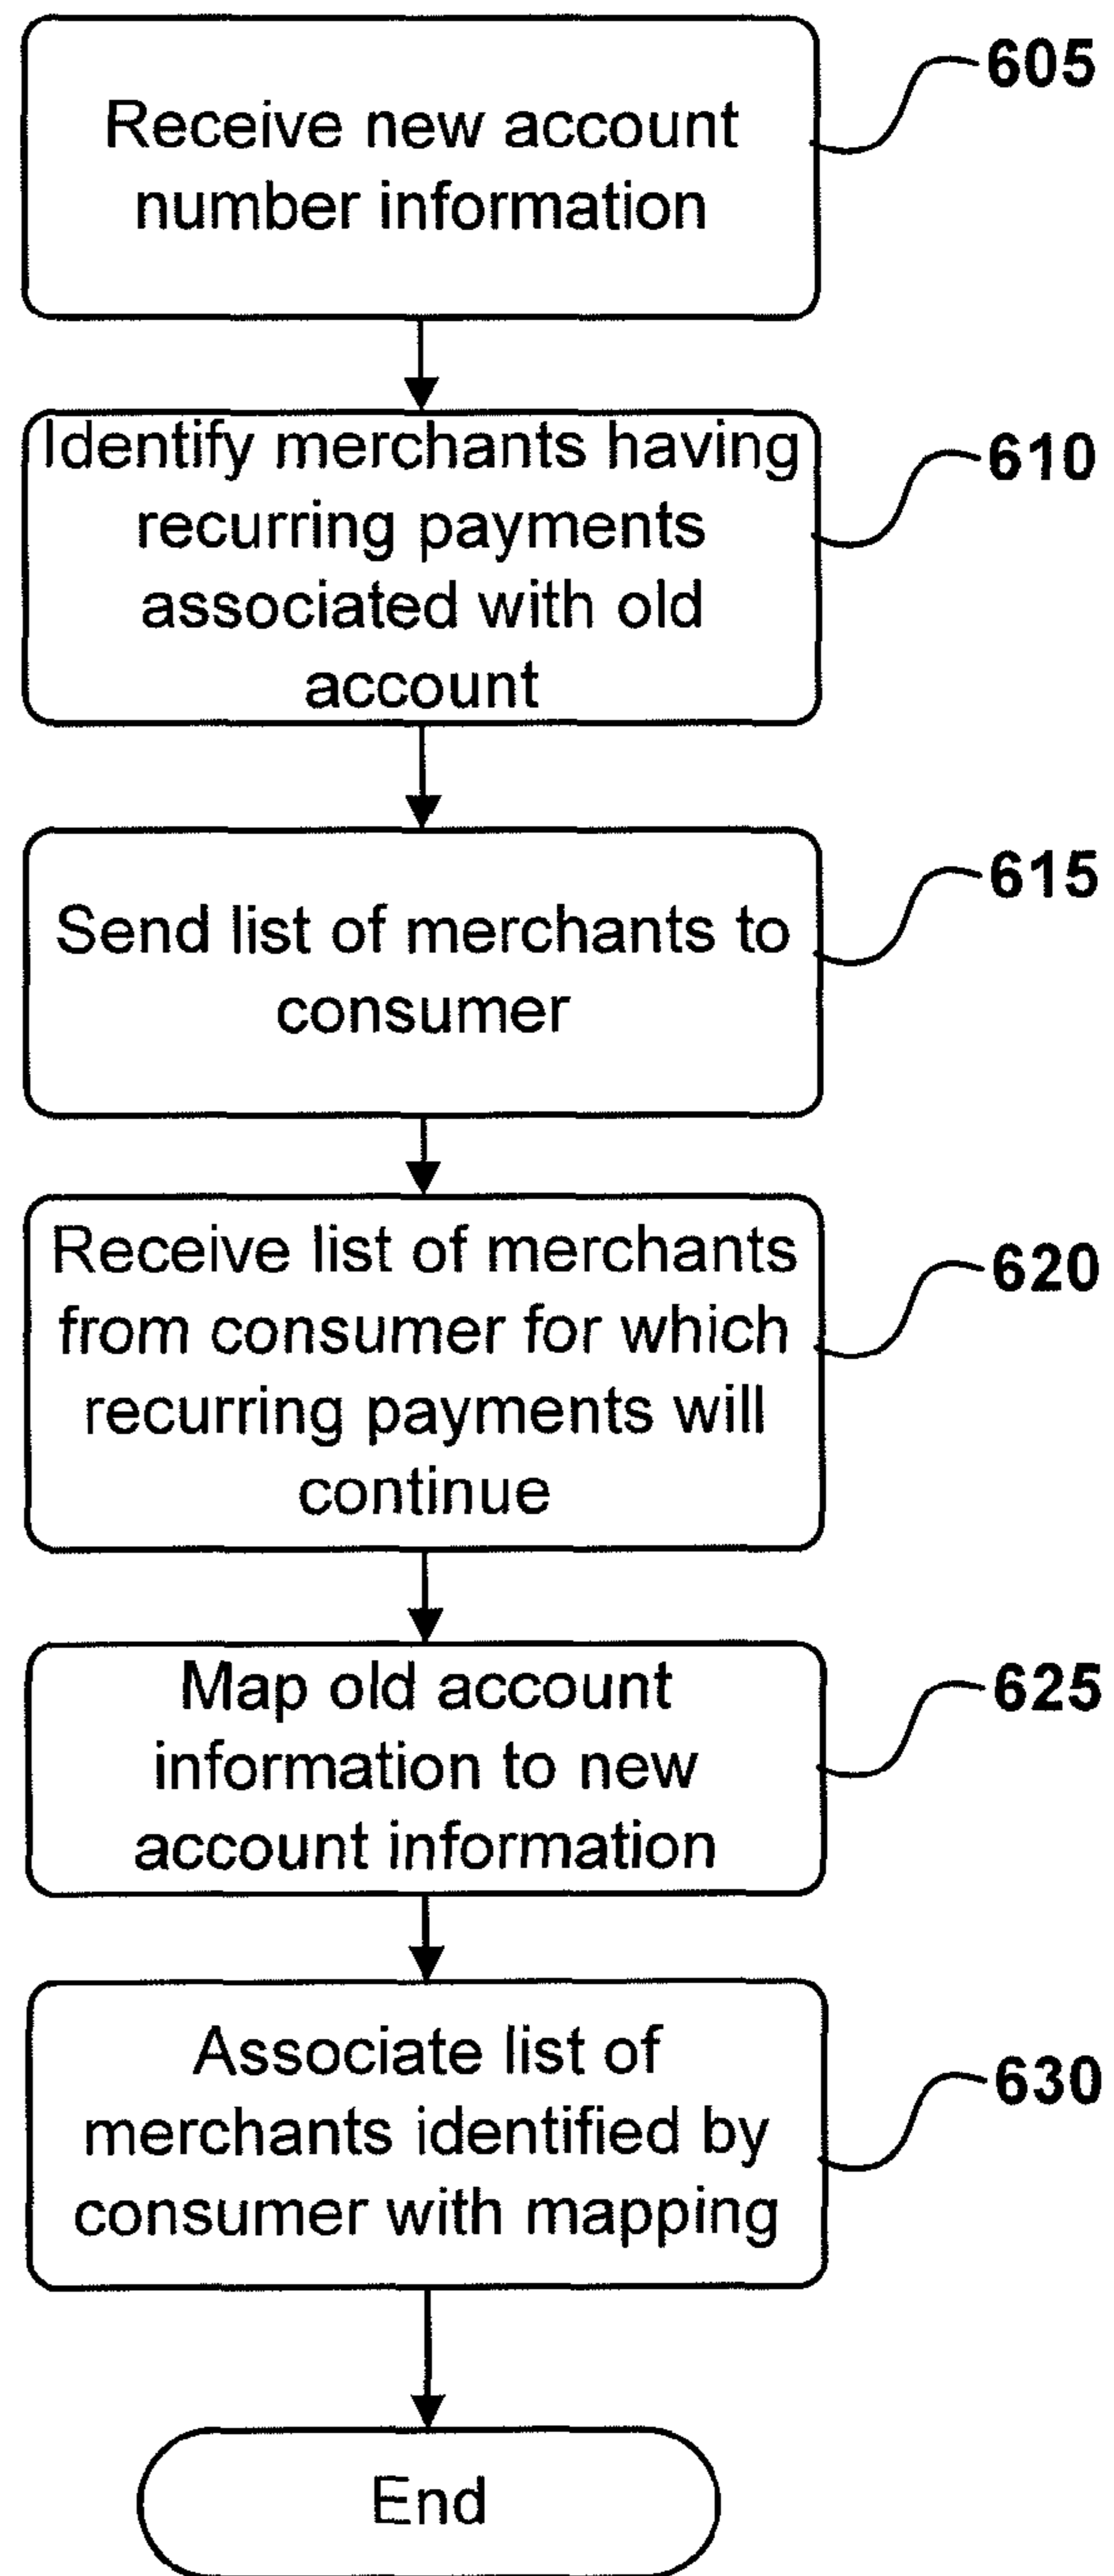 Receive new account
number information
605
Identify merchants having
recurring payments
associated with old
account
610
Send list of merchants to
consumer
615
Receive list of merchants
from consumer for which
recurring payments will
continue
620
Map old account
information to new
account information
625
Associate list of
merchants identified by
consumer with mapping
630
End